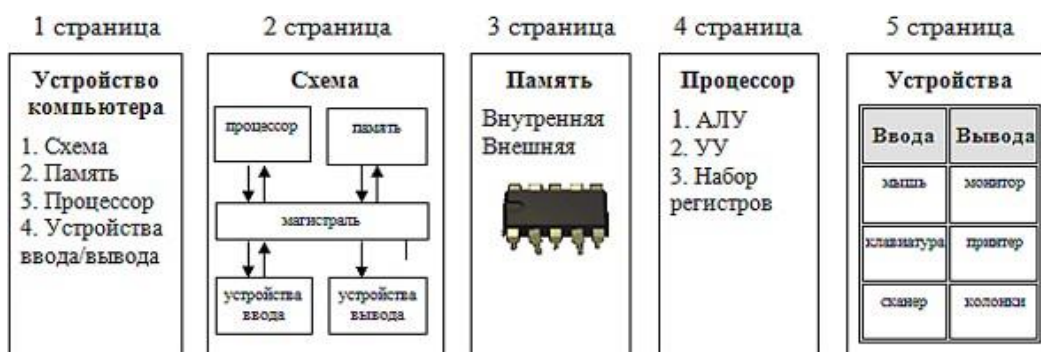 1 страница
2 страница
3 страница
4 страница
5 страница
Устройство
компьютера
1. Схема
2. Память
3. Процессор
4. Устройства
ввода/вывода
Схема
процессор
память
магистраль
устройства
ввода
устройства
вывода
Память
Внутренняя
Внешняя
Процессор
1. АЛУ
2. УУ
3. Набор
регистров
Устройства
Ввода Вывода
мышь монитор
клавиатура принтер
сканер колонки